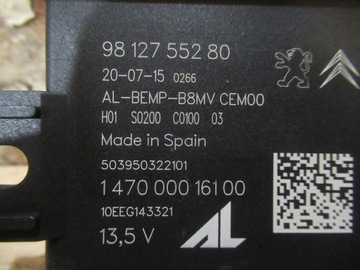 98 127 552 80
20-07-15 0266
AL-BEMP-B8MV CEM00
H01 S0200 C0100 03
Made in Spain
503950322101
1 470 000 161 00
10EEG143321
13,5 V AL